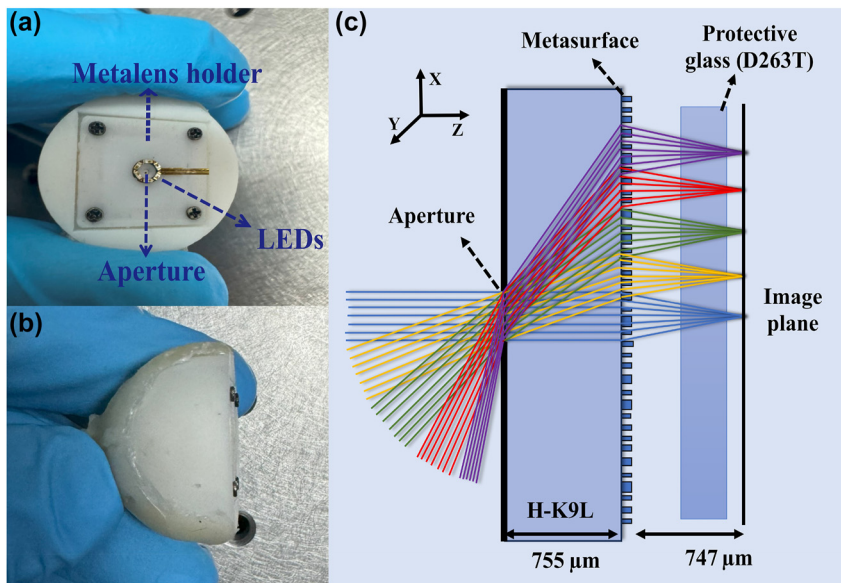 (a)
Metalens holder
LEDs
Aperture
(b)
(c)
Metasurface
Protective
glass (D263T)
X
Y
Z
Aperture
Image
plane
H-K9L
755 μm
747 μm